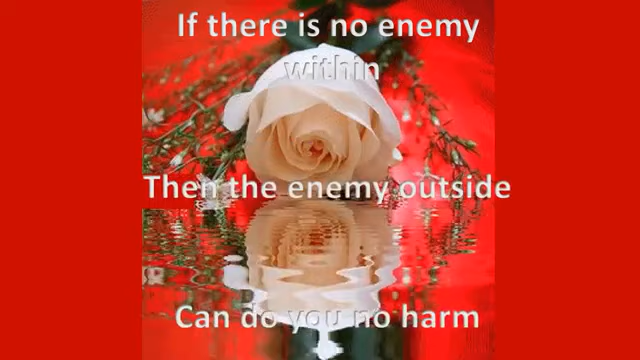 If there is no enemy
within
Then the enemy outside
Can do you no harm